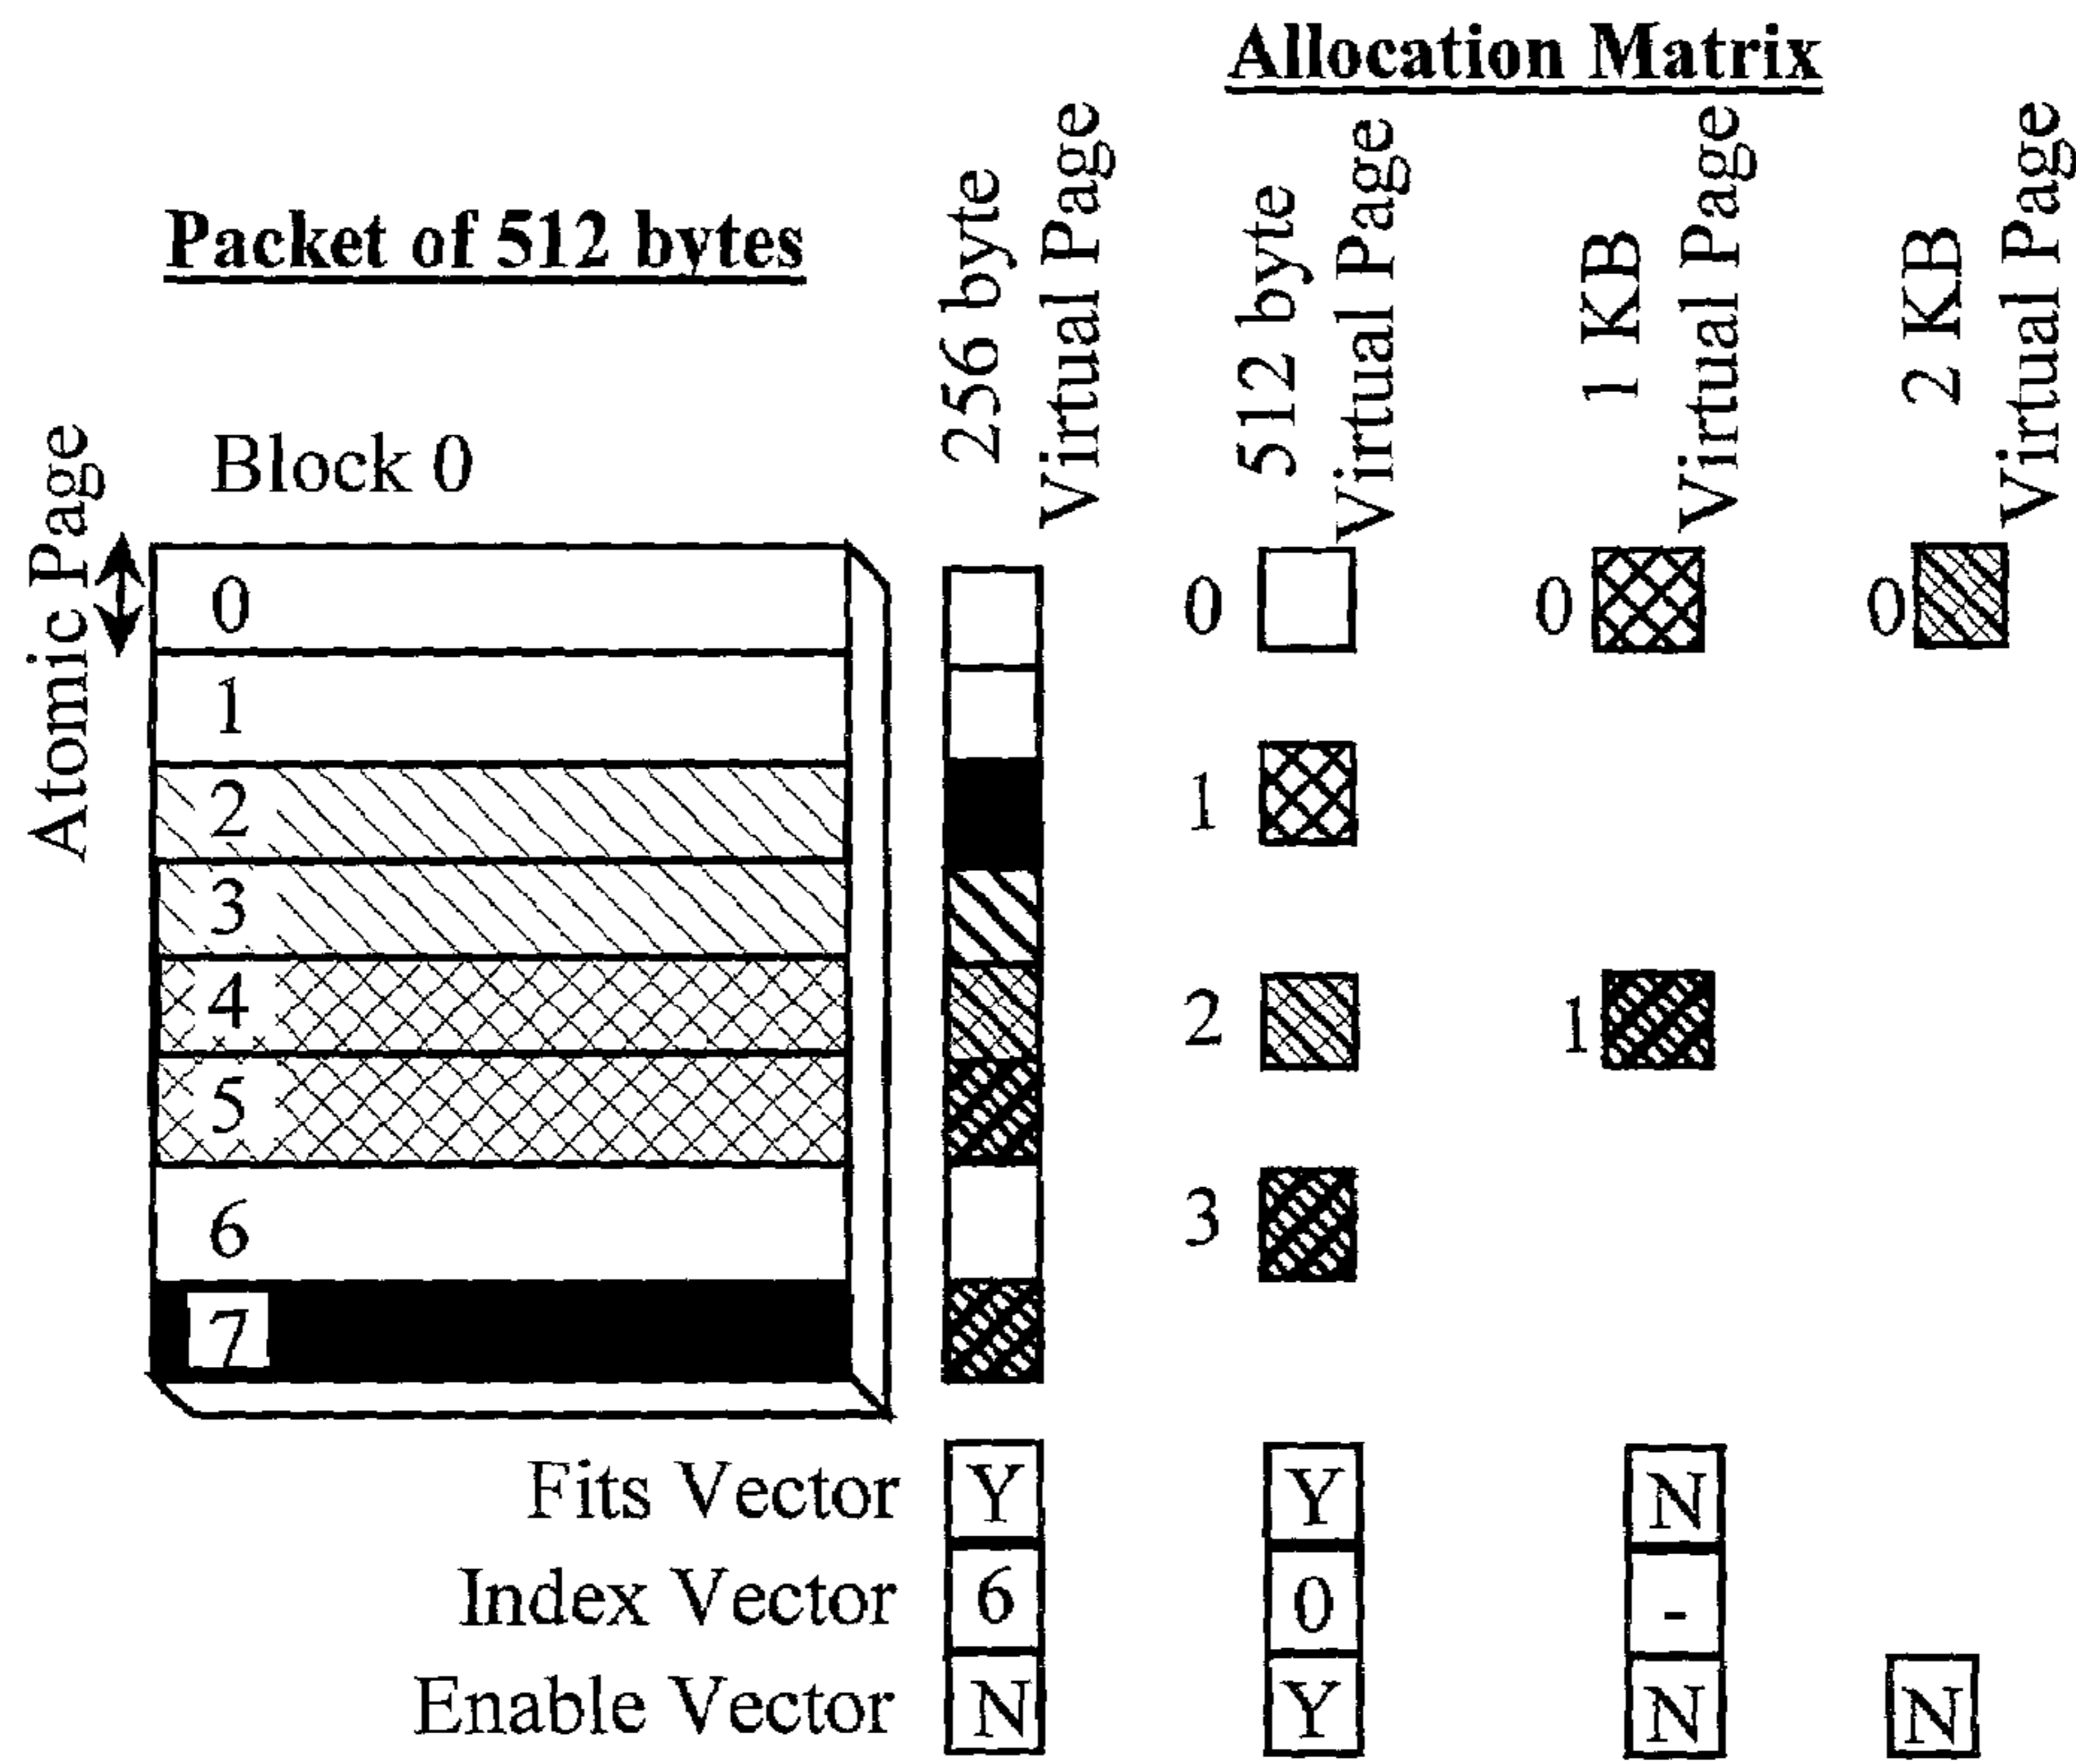 Allocation Matrix
Packet of 512 bytes
256 byte
Virtual Page
512 byte
Virtual Page
1 KB
Virtual Page
2 KB
Virtual Page
Atomic Page
Block 0
0
1
2
3
4
5
6
7
0
1
2
3
0
1
0
Fits Vector Y Y N
Index Vector 6 0 -
Enable Vector N Y N N